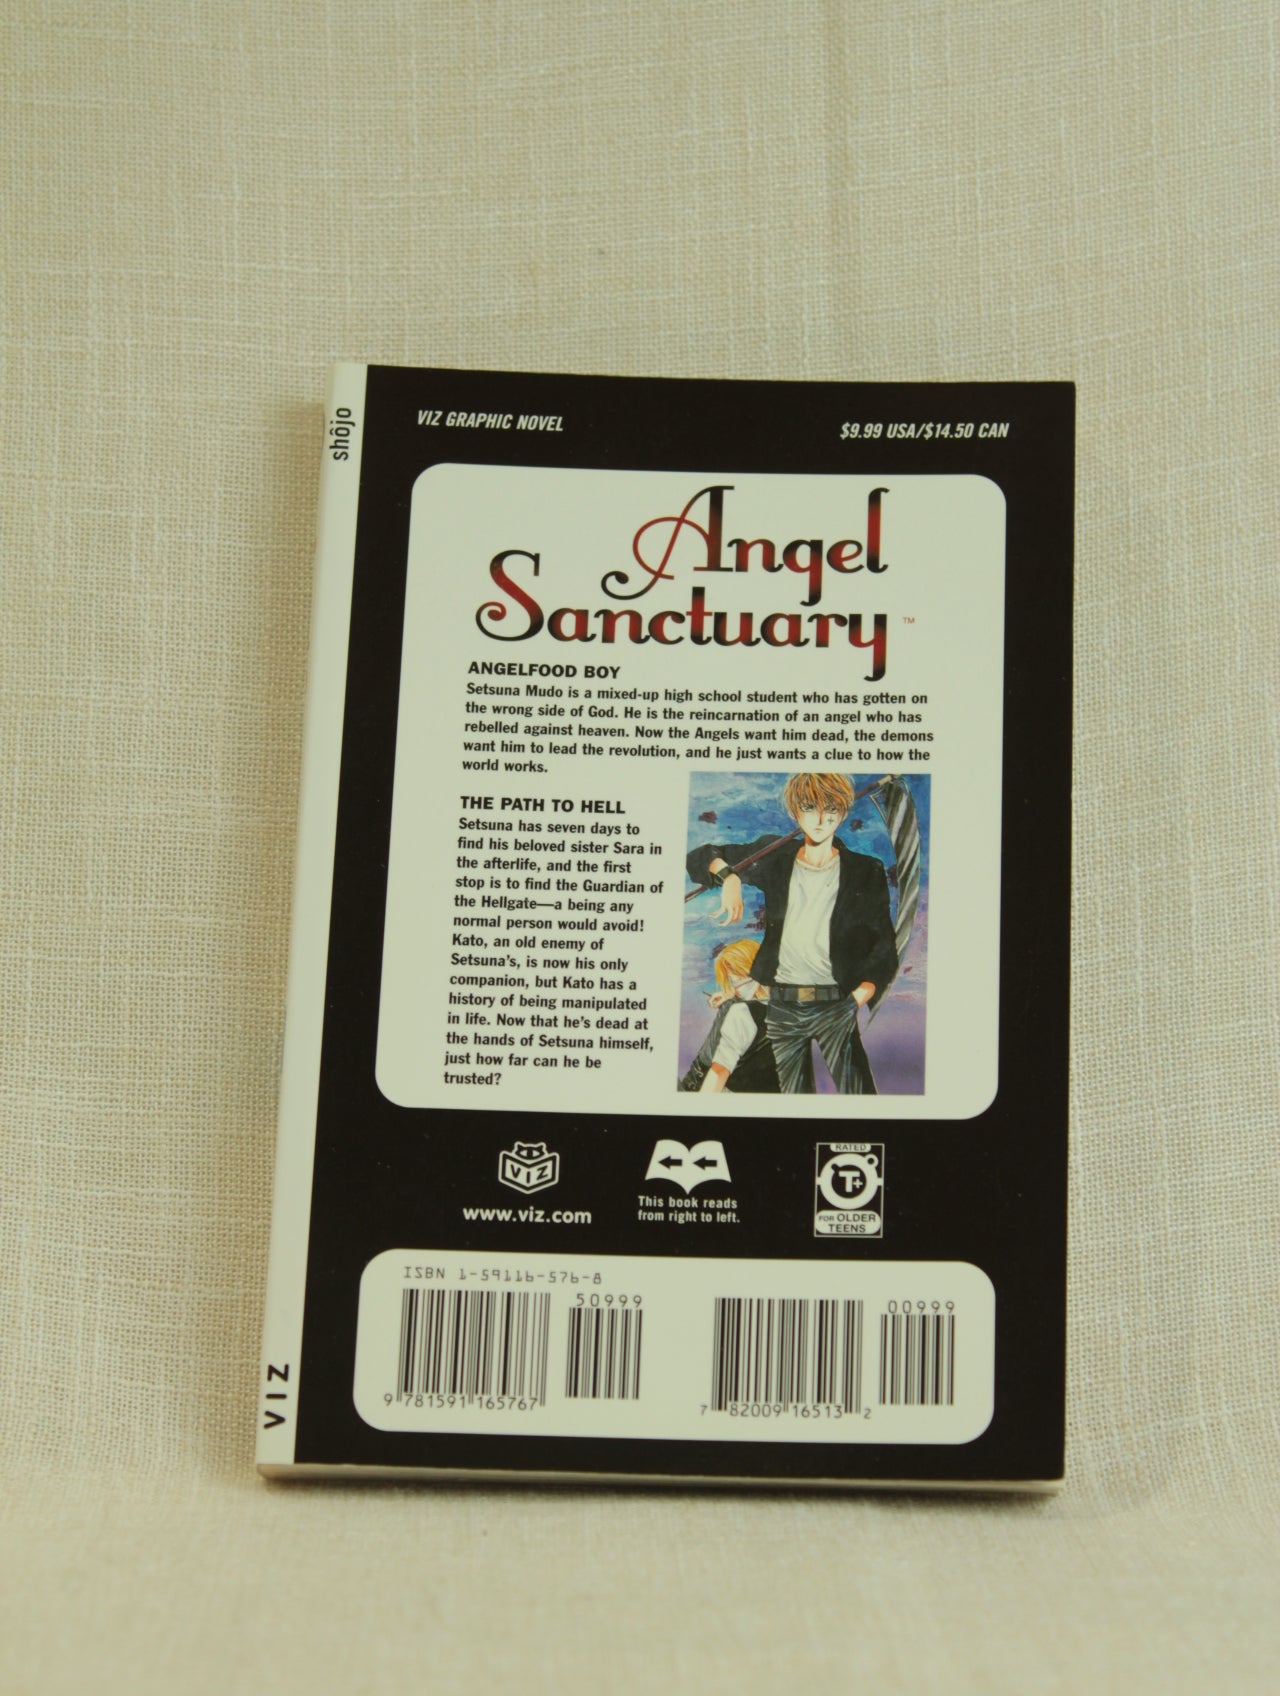 shôjo
VIZ GRAPHIC NOVEL
$9.99 USA/$14.50 CAN
Angel
Sanctuary™
ANGELFOOD BOY
Setsuna Mudo is a mixed-up high school student who has gotten on
the wrong side of God. He is the reincarnation of an angel who has
rebelled against heaven. Now the Angels want him dead, the demons
want him to lead the revolution, and he just wants a clue to how the
world works.
THE PATH TO HELL
Setsuna has seven days to
find his beloved sister Sara in
the afterlife, and the first
stop is to find the Guardian of
the Hellgate—a being any
normal person would avoid!
Kato, an old enemy of
Setsuna's, is now his only
companion, but Kato has a
history of being manipulated
in life. Now that he's dead at
the hands of Setsuna himself,
just how far can he be
trusted?
VIZ
www.viz.com
This book reads
from right to left.
RATED
T+
FOR OLDER
TEENS
ISBN 1-59116-576-8
50999
9 781591 165767
00999
7 82009 16513 2
VIZ